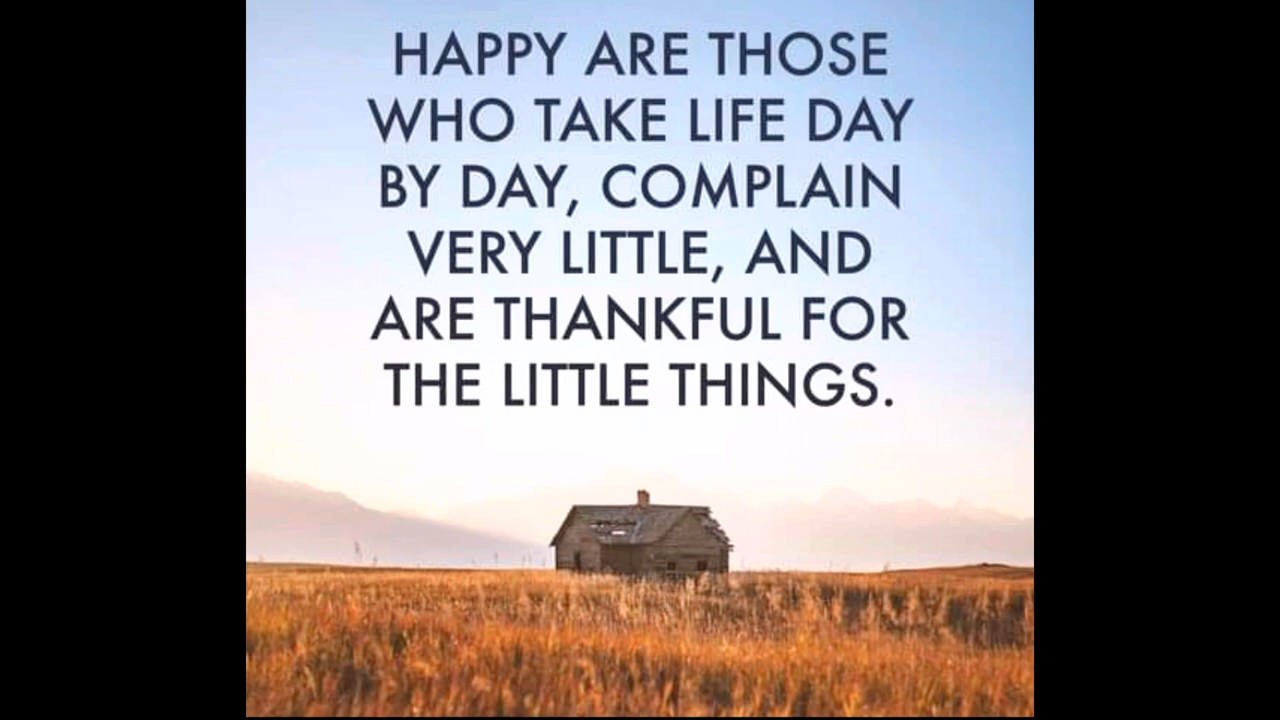 HAPPY ARE THOSE
WHO TAKE LIFE DAY
BY DAY, COMPLAIN
VERY LITTLE, AND
ARE THANKFUL FOR
THE LITTLE THINGS.